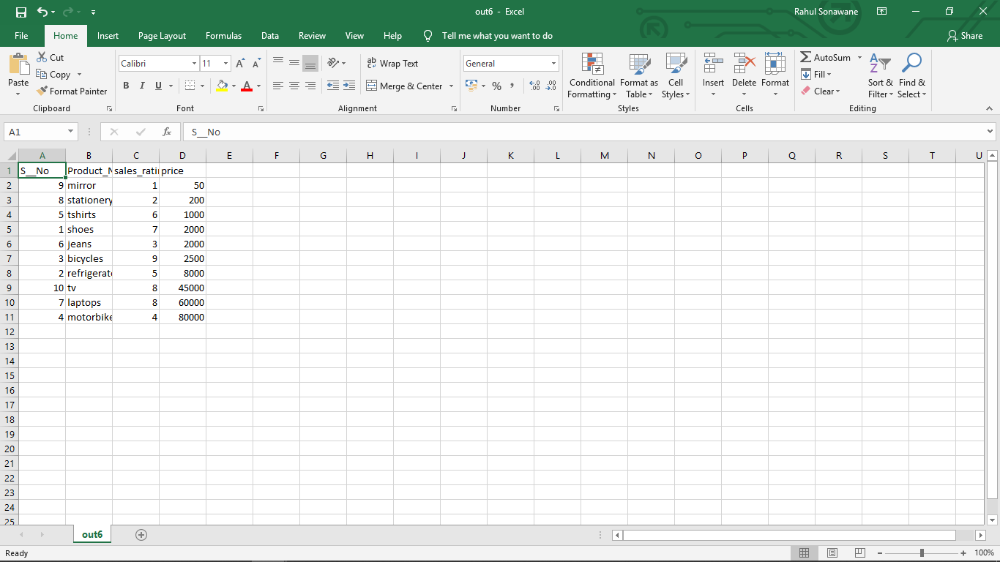 out6 - Excel
Rahul Sonawane
File Home Insert Page Layout Formulas Data Review View Help Tell me what you want to do Share
Paste
Cut
Copy
Format Painter
Clipboard
Calibri 11
B I U
Font
Wrap Text
Merge & Center
Alignment
General
%
Number
Conditional Formatting
Format as Table
Cell Styles
Styles
Insert
Delete
Format
Cells
AutoSum
Fill
Clear
Sort & Filter
Find & Select
Editing
A1 fx S__No
A B C D E F G H I J K L M N O P Q R S T U
1 S__No Product_N sales_ratin price
2 9 mirror 1 50
3 8 stationery 2 200
4 5 tshirts 6 1000
5 1 shoes 7 2000
6 6 jeans 3 2000
7 3 bicycles 9 2500
8 2 refrigerato 5 8000
9 10 tv 8 45000
10 7 laptops 8 60000
11 4 motorbike 4 80000
12
13
14
15
16
17
18
19
20
21
22
23
24
25
out6
Ready
100%